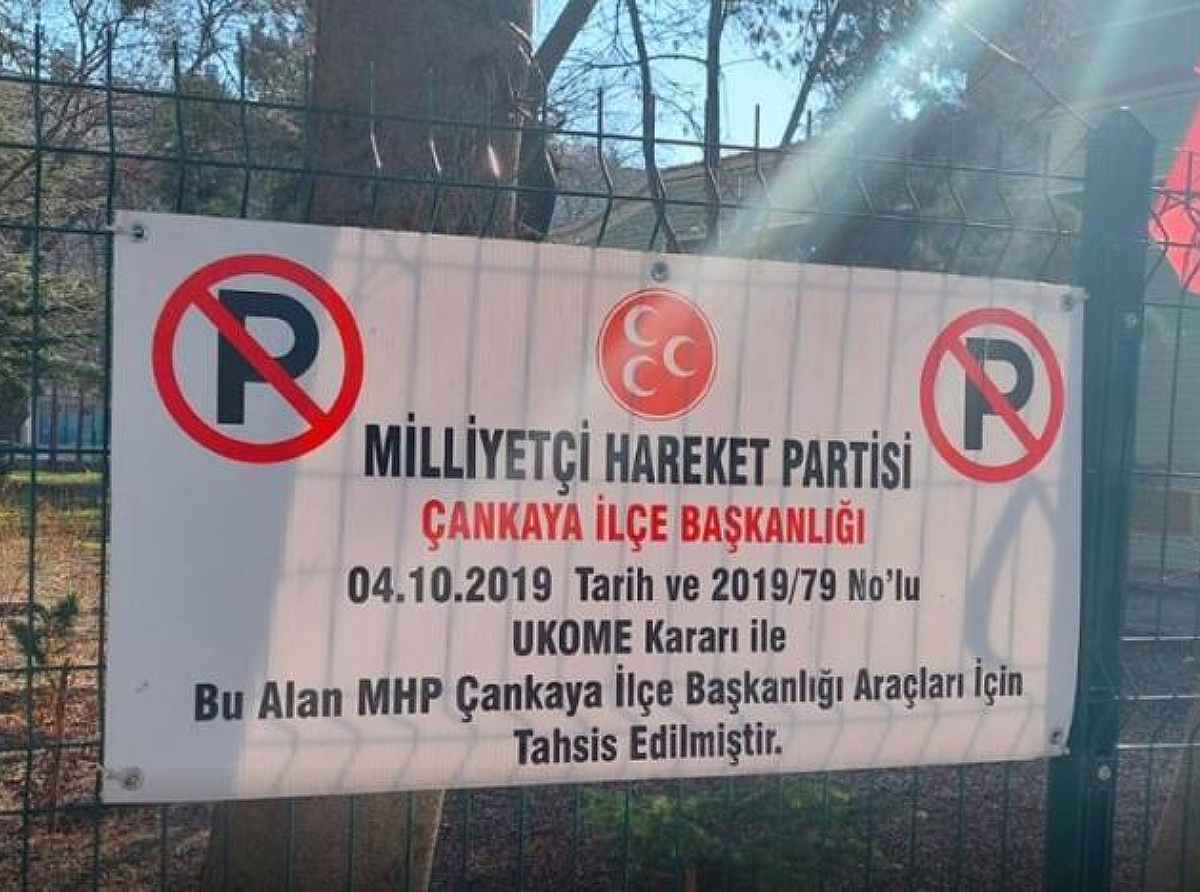 P
P
MİLLİYETÇİ HAREKET PARTİSİ
ÇANKAYA İLÇE BAŞKANLIĞI
04.10.2019 Tarih ve 2019/79 No'lu
UKOME Kararı ile
Bu Alan MHP Çankaya İlçe Başkanlığı Araçları İçin
Tahsis Edilmiştir.